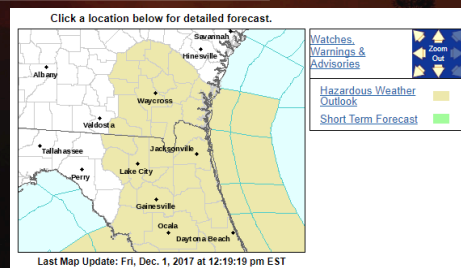 Click a location below for detailed forecast.
Savannah
Hinesville
Albany
Waycross
Valdosta
Tallahassee
Jacksonville
Perry
Lake City
Gainesville
Ocala
Daytona Beach
Last Map Update: Fri, Dec. 1, 2017 at 12:19:19 pm EST
Watches,
Warnings &
Advisories
Zoom
Out
Hazardous Weather
Outlook
Short Term Forecast